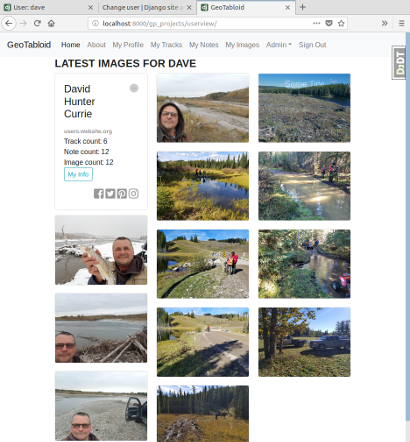 User: dave
Change user | Django site a
GeoTabloid
localhost:8000/gp_projects/userview/
GeoTabloid Home About My Profile My Tracks My Notes My Images Admin Sign Out
DjDT
LATEST IMAGES FOR DAVE
David
Hunter
Currie
users.website.org
Track count: 6
Note count: 12
Image count: 12
My Info
Some Title